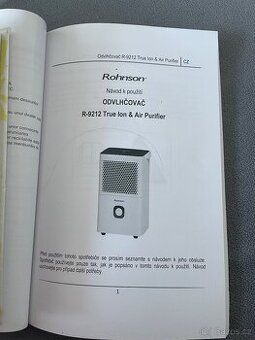 Odvlhčovač R-9212 True Ion & Air Purifier CZ
Rohnson®
Návod k použití
ODVLHČOVAČ
R-9212 True Ion & Air Purifier
Před použitím tohoto spotřebiče se prosím seznamte s návodem k jeho obsluze.
Spotřebič používejte pouze tak, jak je popsáno v tomto návodu k použití. Návod
uschovejte pro případ další potřeby.
1